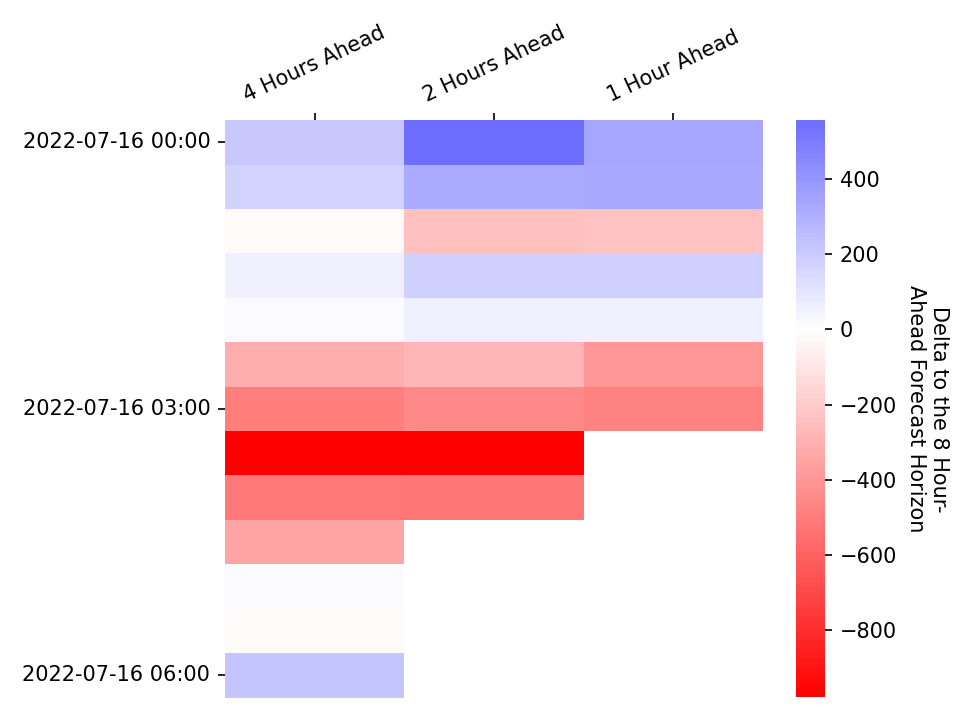 4 Hours Ahead
2 Hours Ahead
1 Hour Ahead
2022-07-16 00:00
2022-07-16 03:00
2022-07-16 06:00
400
200
0
−200
−400
−600
−800
Delta to the 8 Hour-
Ahead Forecast Horizon